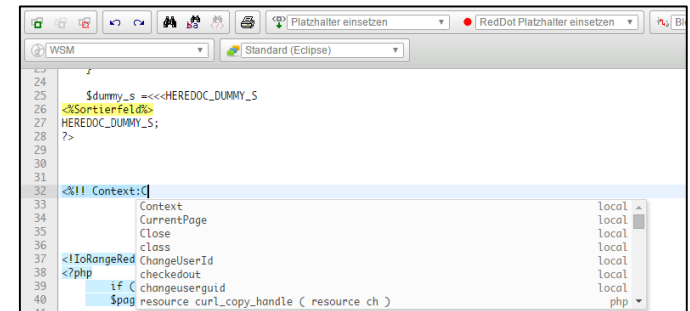 Platzhalter einsetzen
RedDot Platzhalter einsetzen
Blo
WSM
Standard (Eclipse)
23 }
24
25 $dummy_s =<<<HEREDOC_DUMMY_S
26 <%Sortierfeld%>
27 HEREDOC_DUMMY_S;
28 ?>
29
30
31
32 <%!! Context:C
33 Context local
34 CurrentPage local
35 Close local
36 class local
37 <!IoRangeRed ChangeUserId local
38 <?php checkedout local
39 if ( changeuserguid local
40 $pag resource curl_copy_handle ( resource ch ) php